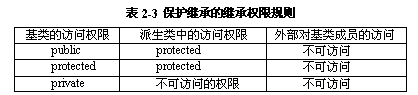 表 2-3 保护继承的继承权限规则
基类的访问权限 派生类中的访问权限 外部对基类成员的访问
public protected 不可访问
protected protected 不可访问
private 不可访问的权限 不可访问